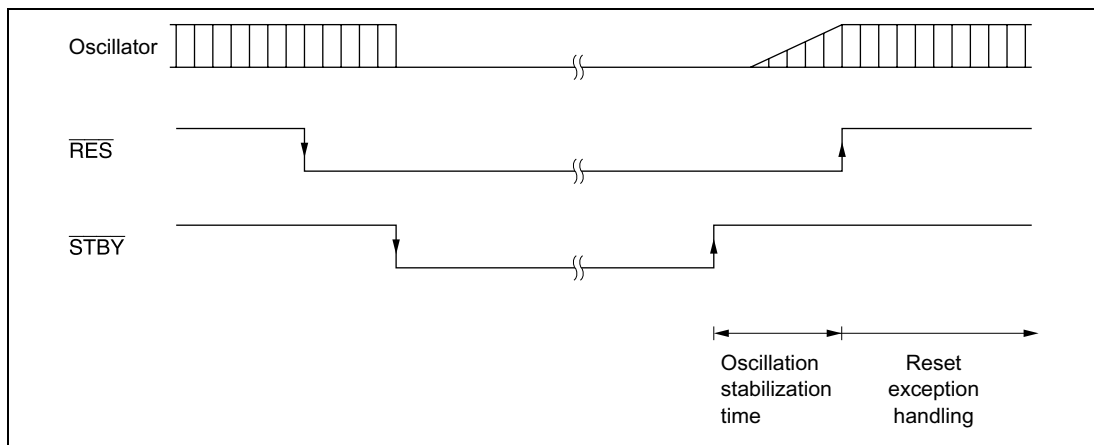 Oscillator
RES
STBY
Oscillation
stabilization
time
Reset
exception
handling